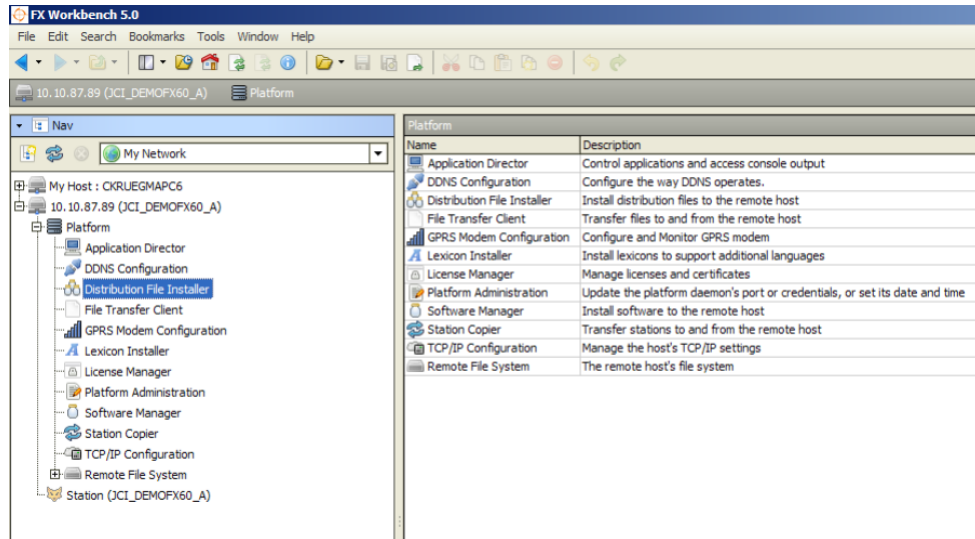 FX Workbench 5.0
File Edit Search Bookmarks Tools Window Help
10.10.87.89 (JCI_DEMOFX60_A) Platform
Nav
My Network
My Host : CKRUEGMAPC6
10.10.87.89 (JCI_DEMOFX60_A)
Platform
Application Director
DDNS Configuration
Distribution File Installer
File Transfer Client
GPRS Modem Configuration
Lexicon Installer
License Manager
Platform Administration
Software Manager
Station Copier
TCP/IP Configuration
Remote File System
Station (JCI_DEMOFX60_A)
Platform
Name Description
Application Director Control applications and access console output
DDNS Configuration Configure the way DDNS operates.
Distribution File Installer Install distribution files to the remote host
File Transfer Client Transfer files to and from the remote host
GPRS Modem Configuration Configure and Monitor GPRS modem
Lexicon Installer Install lexicons to support additional languages
License Manager Manage licenses and certificates
Platform Administration Update the platform daemon's port or credentials, or set its date and time
Software Manager Install software to the remote host
Station Copier Transfer stations to and from the remote host
TCP/IP Configuration Manage the host's TCP/IP settings
Remote File System The remote host's file system